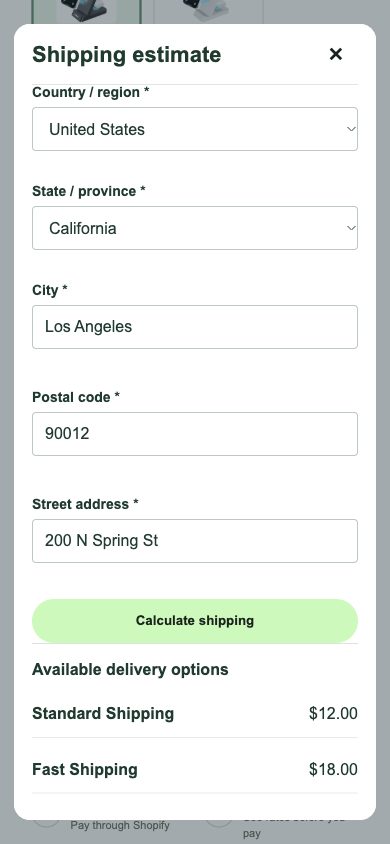 Shipping estimate ×
Country / region *
United States
State / province *
California
City *
Los Angeles
Postal code *
90012
Street address *
200 N Spring St
Calculate shipping
Available delivery options
Standard Shipping $12.00
Fast Shipping $18.00
Pay through Shopify
pay